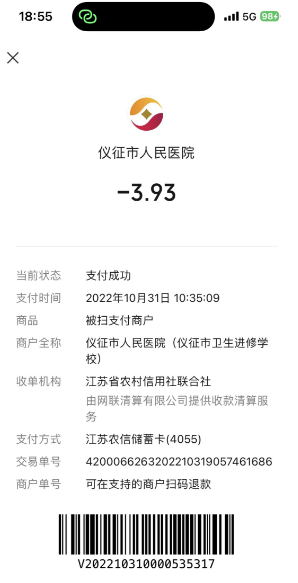 18:55
5G
98
仪征市人民医院
-3.93
当前状态 支付成功
支付时间 2022年10月31日 10:35:09
商品 被扫支付商户
商户全称 仪征市人民医院（仪征市卫生进修学
校）
收单机构 江苏省农村信用社联合社
由网联清算有限公司提供收款清算服
务
支付方式 江苏农信储蓄卡(4055)
交易单号 4200066263202210319057461686
商户单号 可在支持的商户扫码退款
V202210310000535317